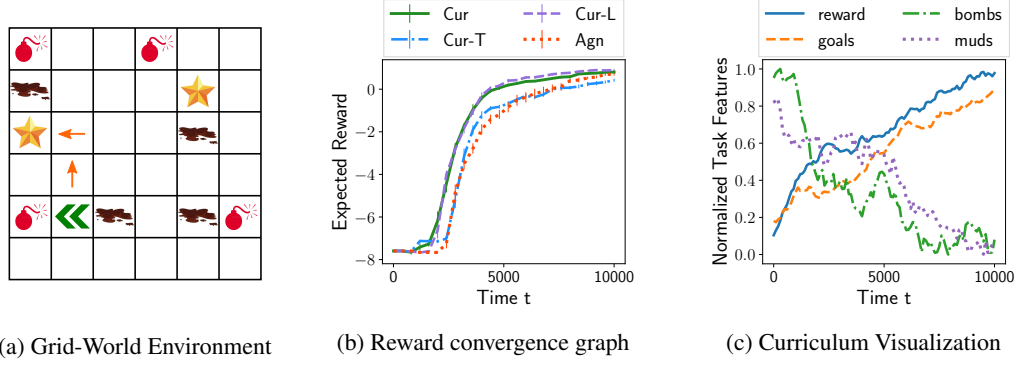 Cur
Cur-L
Cur-T
Agn
reward
bombs
goals
muds
Expected Reward
0
−2
−4
−6
−8
0
5000
10000
Time t
Normalized Task Features
1.0
0.8
0.6
0.4
0.2
0.0
0
5000
10000
Time t
(a) Grid-World Environment
(b) Reward convergence graph
(c) Curriculum Visualization